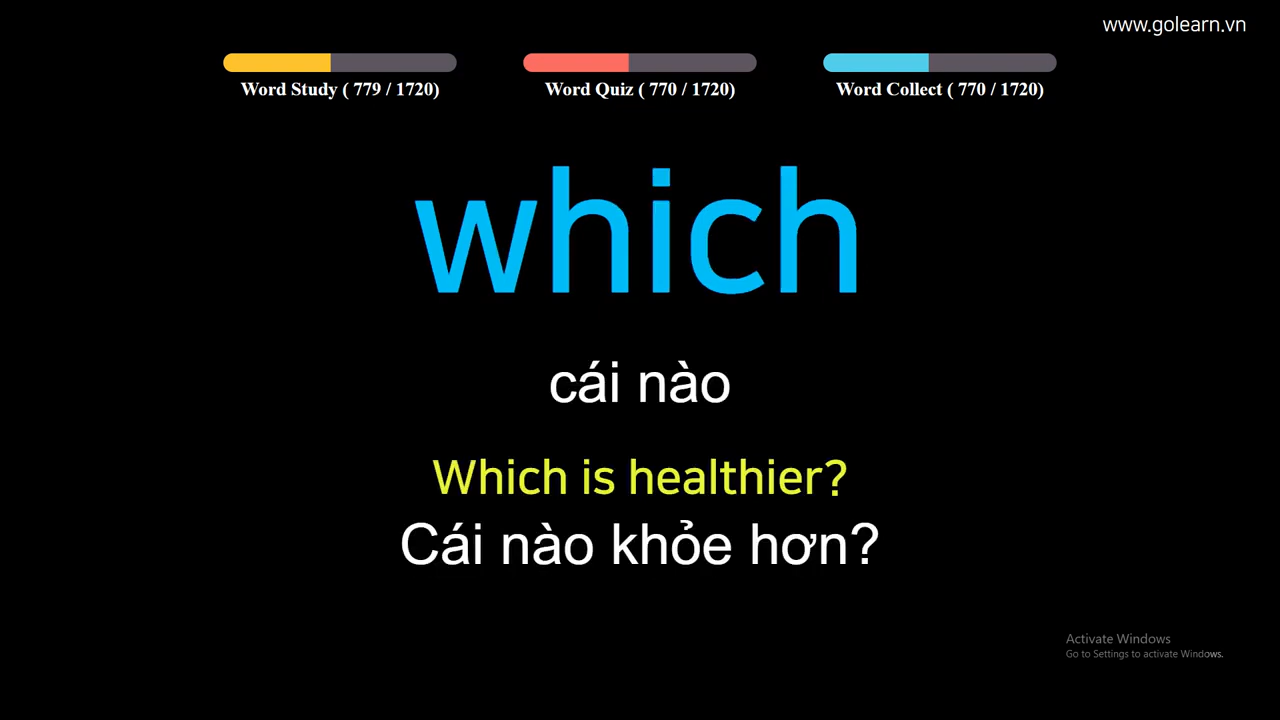 www.golearn.vn
Word Study ( 779 / 1720)
Word Quiz ( 770 / 1720)
Word Collect ( 770 / 1720)
which
cái nào
Which is healthier?
Cái nào khỏe hơn?
Activate Windows
Go to Settings to activate Windows.